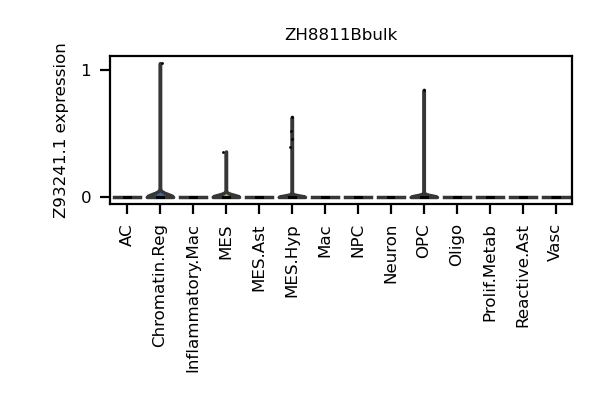 ZH8811Bbulk
Z93241.1 expression
1
0
AC
Chromatin.Reg
Inflammatory.Mac
MES
MES.Ast
MES.Hyp
Mac
NPC
Neuron
OPC
Oligo
Prolif.Metab
Reactive.Ast
Vasc